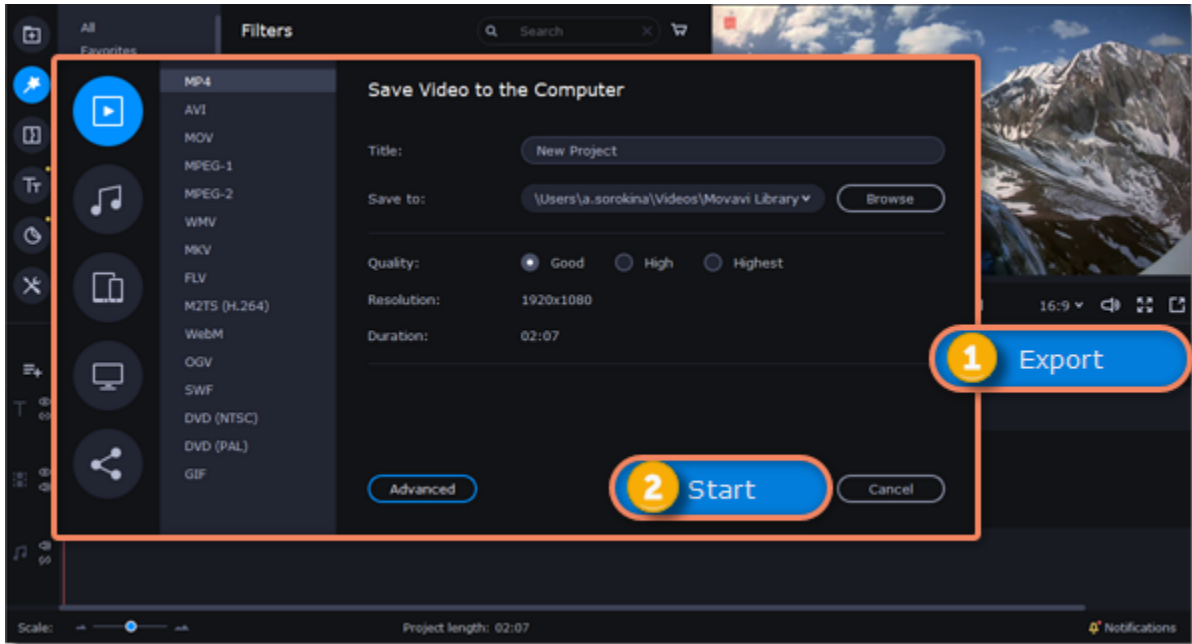 All
Favorites
Filters
Search
MP4
AVI
MOV
MPEG-1
MPEG-2
WMV
MKV
FLV
M2TS (H.264)
WebM
OGV
SWF
DVD (NTSC)
DVD (PAL)
GIF
Save Video to the Computer
Title: New Project
Save to: \Users\a.sorokina\Videos\Movavi Library Browse
Quality: Good High Highest
Resolution: 1920x1080
Duration: 02:07
Advanced 2 Start Cancel
16:9
1 Export
Tт
T
Scale: Project length: 02:07 Notifications